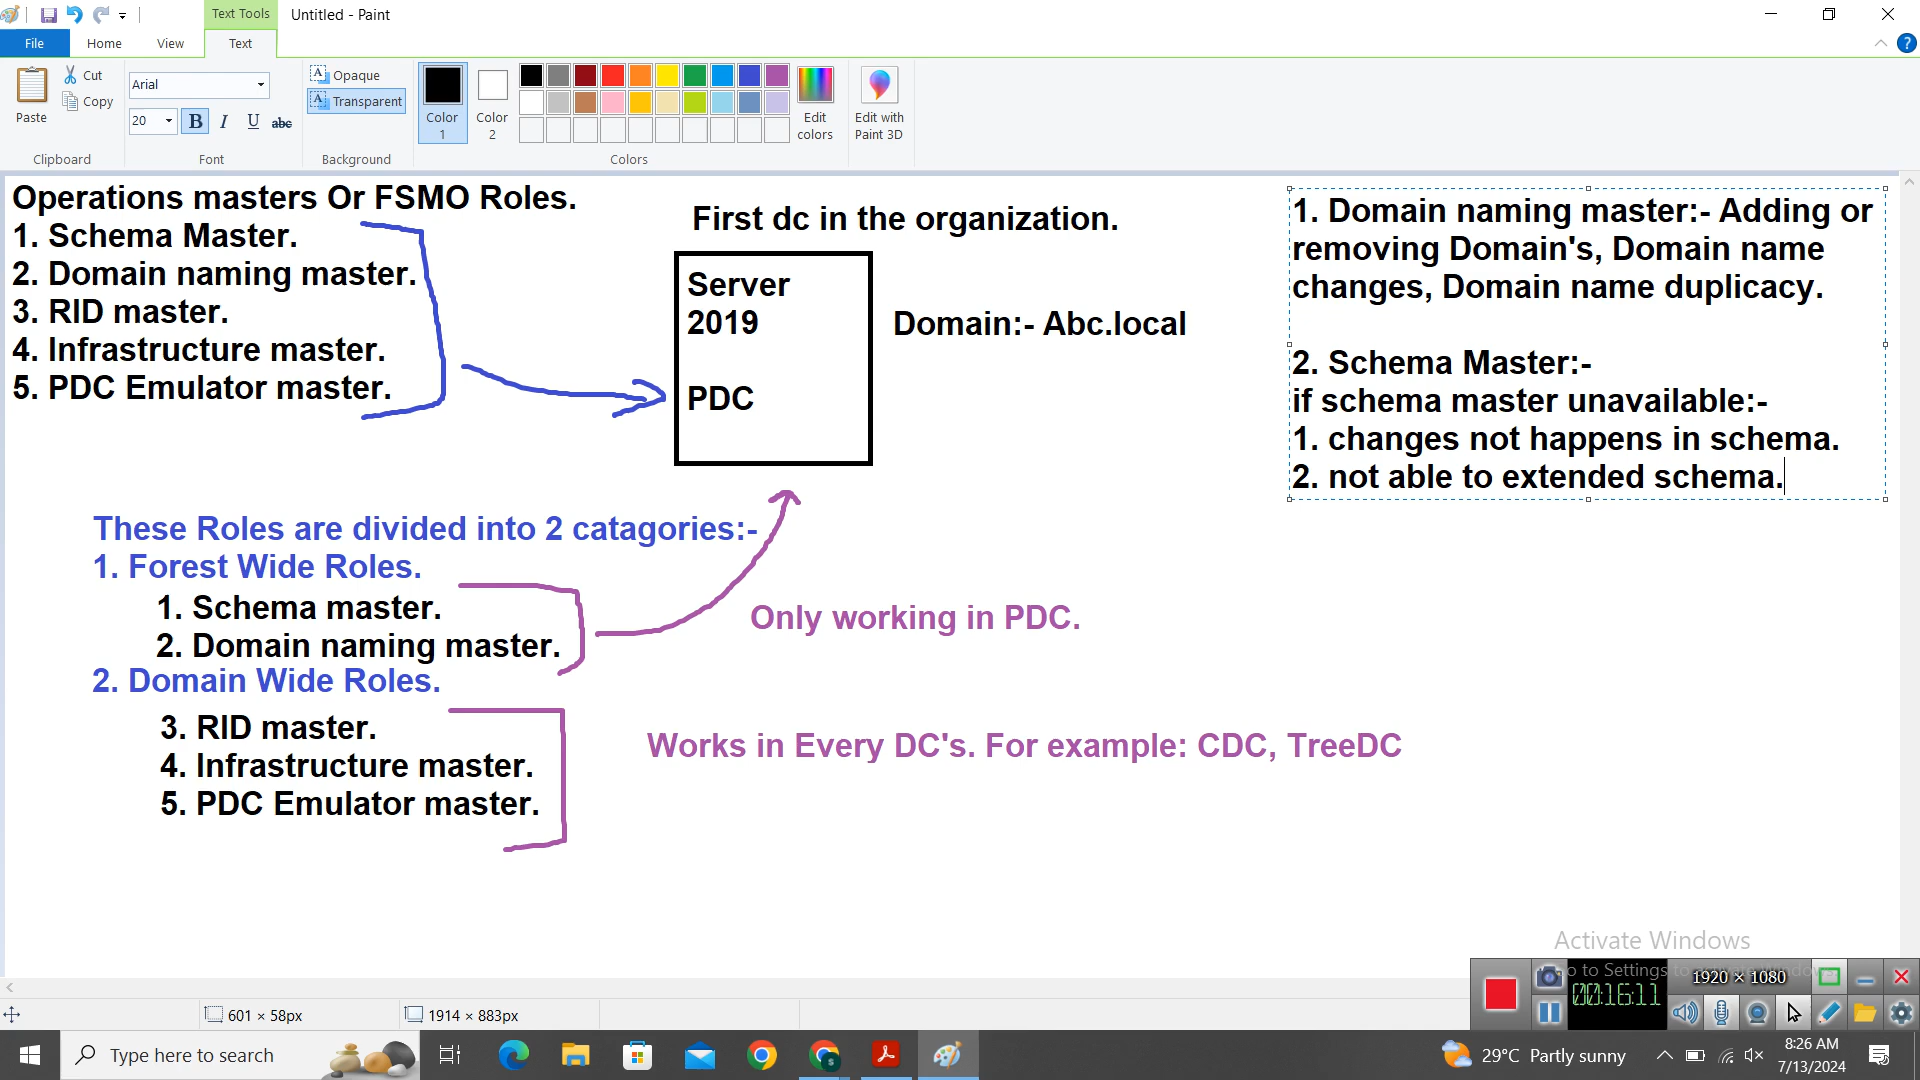 Text Tools
Untitled - Paint
File
Home
View
Text
Paste
Cut
Copy
Clipboard
Arial
20
B
I
U
abc
Font
Opaque
Transparent
Background
Color
1
Color
2
Edit
colors
Colors
Edit with
Paint 3D
Operations masters Or FSMO Roles.
1. Schema Master.
2. Domain naming master.
3. RID master.
4. Infrastructure master.
5. PDC Emulator master.
First dc in the organization.
Server
2019
PDC
Domain:- Abc.local
1. Domain naming master:- Adding or
removing Domain's, Domain name
changes, Domain name duplicacy.
2. Schema Master:-
if schema master unavailable:-
1. changes not happens in schema.
2. not able to extended schema.
These Roles are divided into 2 catagories:-
1. Forest Wide Roles.
1. Schema master.
2. Domain naming master.
Only working in PDC.
2. Domain Wide Roles.
3. RID master.
4. Infrastructure master.
5. PDC Emulator master.
Works in Every DC's. For example: CDC, TreeDC
Activate Windows
o to Settings to
1920 × 1080
00:16:11
601 × 58px
1914 × 883px
Type here to search
29°C Partly sunny
8:26 AM
7/13/2024